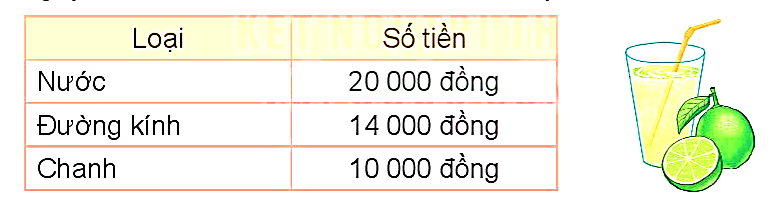 Loại Số tiền
Nước 20 000 đồng
Đường kính 14 000 đồng
Chanh 10 000 đồng